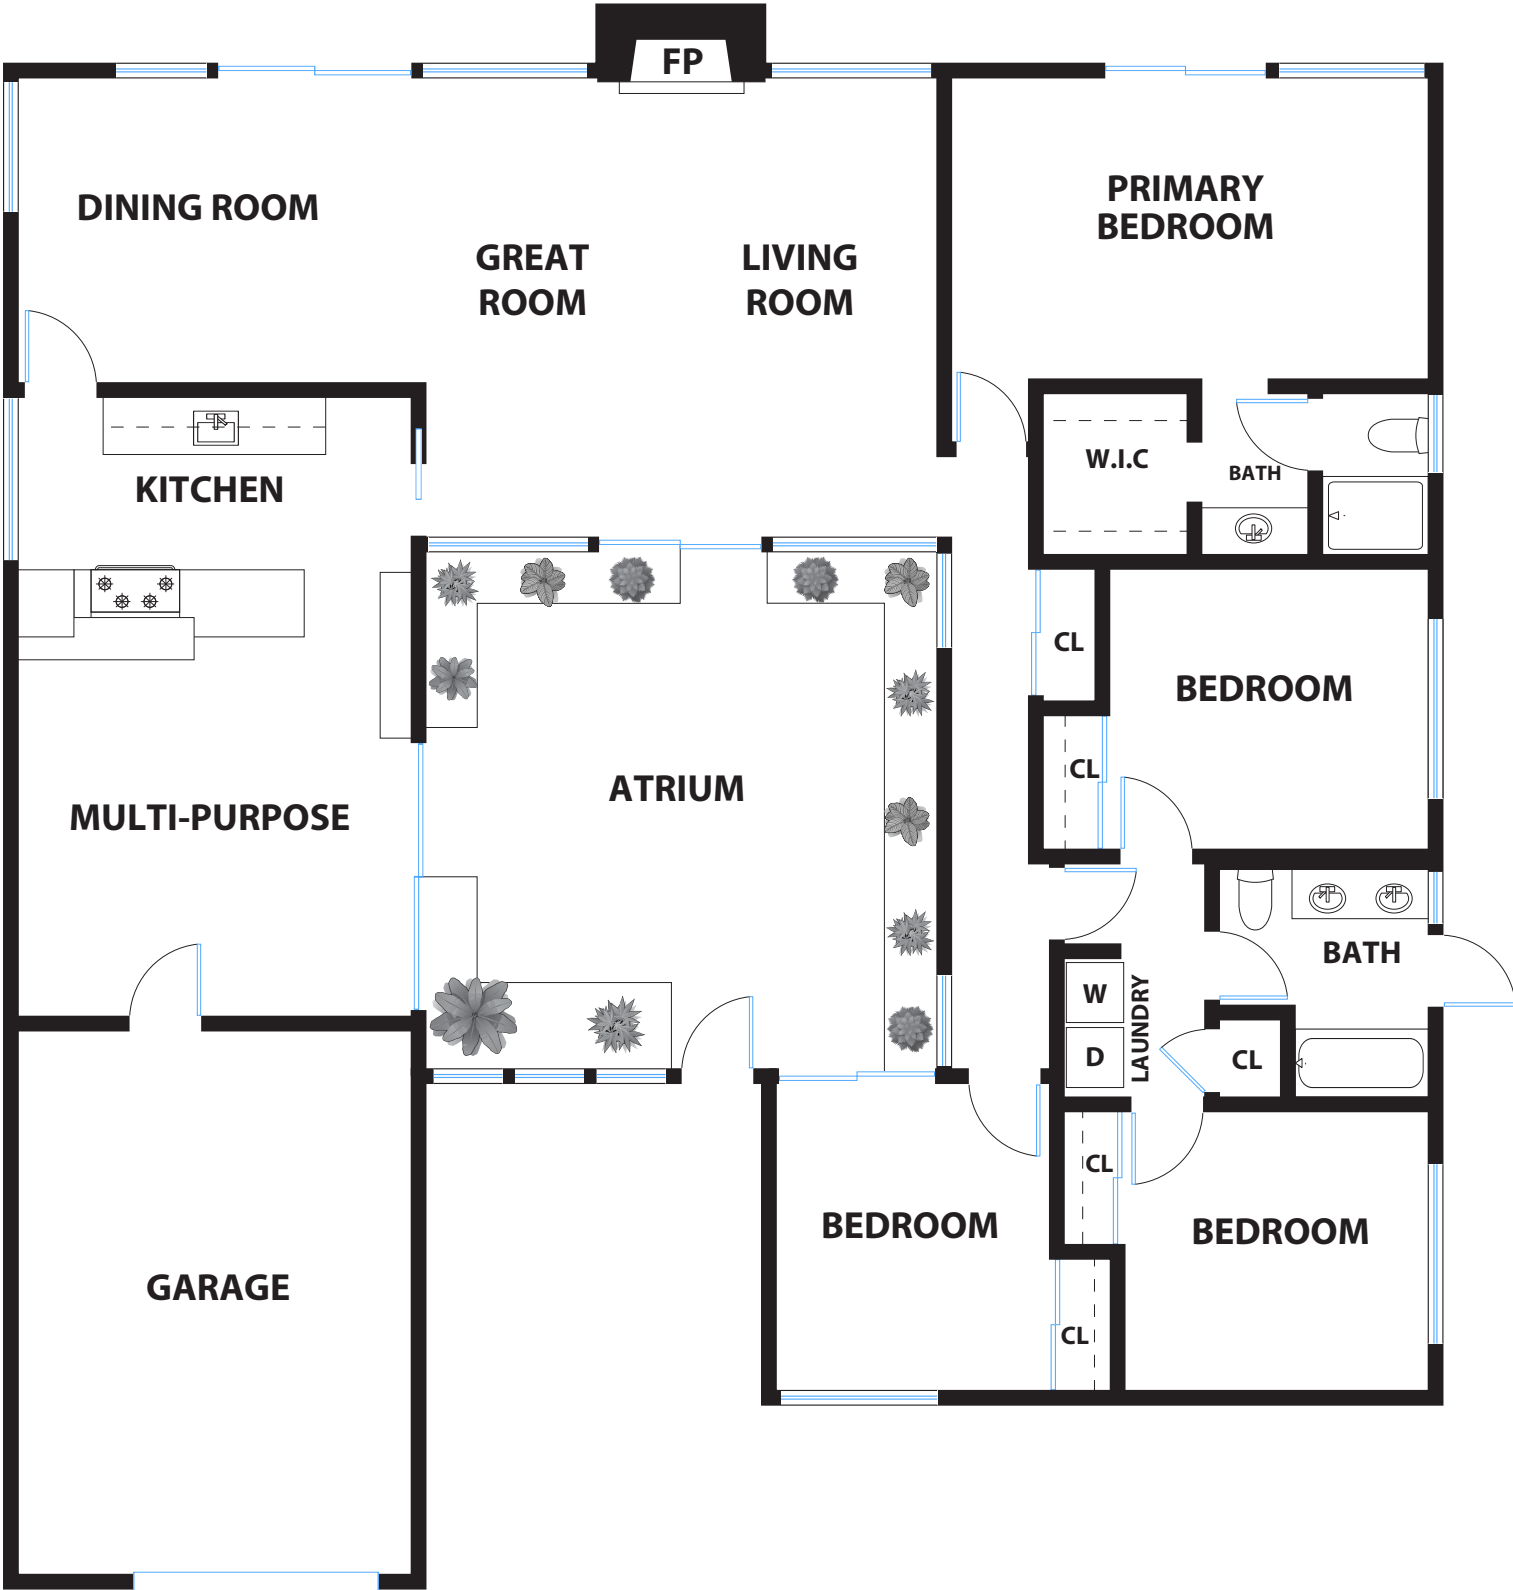 FP
DINING ROOM
PRIMARY
BEDROOM
GREAT
ROOM
LIVING
ROOM
KITCHEN
W.I.C
BATH
CL
BEDROOM
CL
ATRIUM
MULTI-PURPOSE
BATH
W
LAUNDRY
D
CL
CL
BEDROOM
BEDROOM
GARAGE
CL